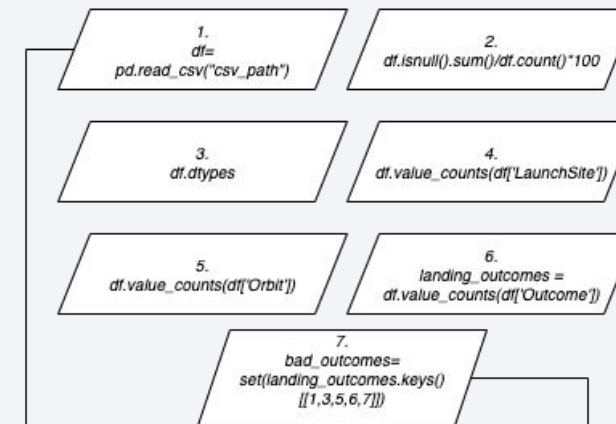 1.
df=
pd.read_csv("csv_path")
2.
df.isnull().sum()/df.count()*100
3.
df.dtypes
4.
df.value_counts(df['LaunchSite'])
5.
df.value_counts(df['Orbit'])
6.
landing_outcomes =
df.value_counts(df['Outcome'])
7.
bad_outcomes=
set(landing_outcomes.keys()
[[1,3,5,6,7]])